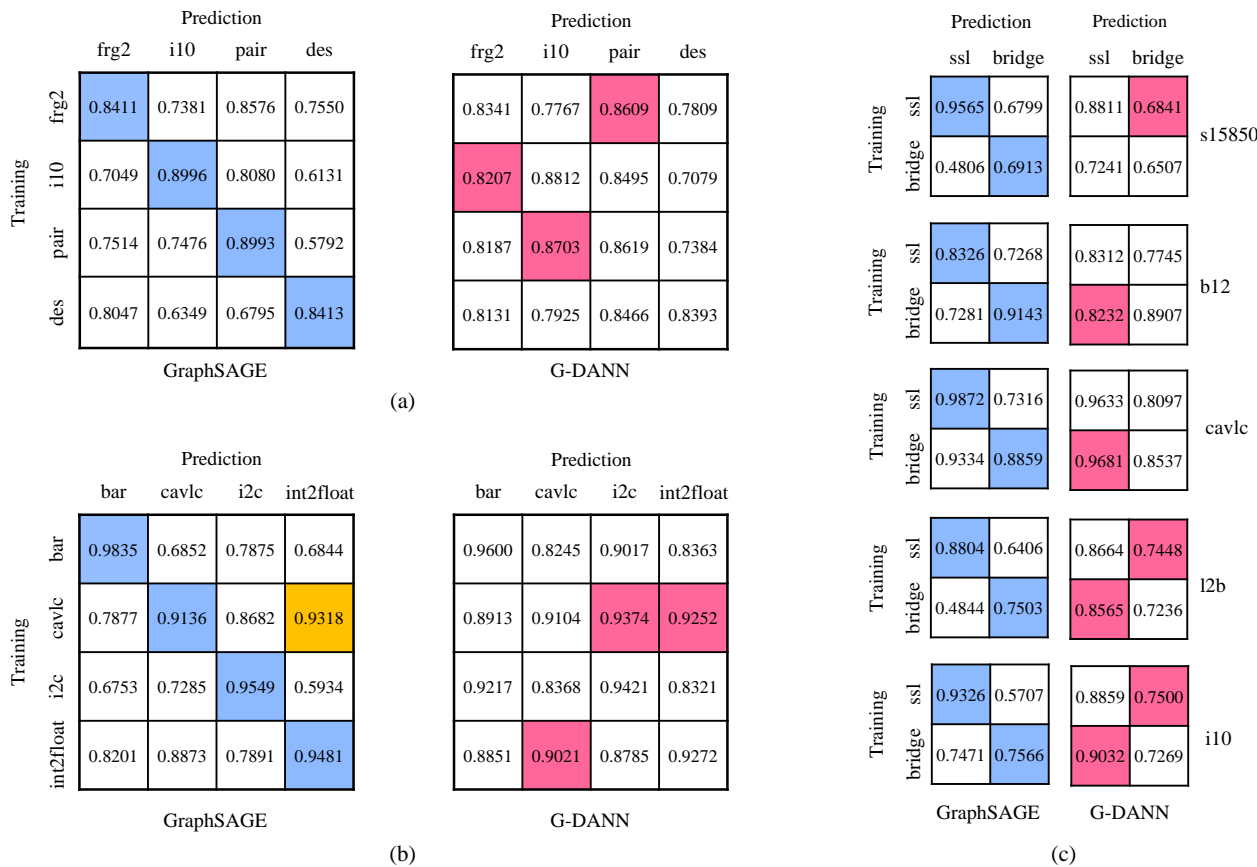 Prediction
frg2 i10 pair des
frg2 i10 pair des
Training
frg2 0.8411 0.7381 0.8576 0.7550
0.8341 0.7767 0.8609 0.7809
i10 0.7049 0.8996 0.8080 0.6131
0.8207 0.8812 0.8495 0.7079
pair 0.7514 0.7476 0.8993 0.5792
0.8187 0.8703 0.8619 0.7384
des 0.8047 0.6349 0.6795 0.8413
0.8131 0.7925 0.8466 0.8393
GraphSAGE
G-DANN
(a)
Prediction
bar cavlc i2c int2float
bar cavlc i2c int2float
Training
bar 0.9835 0.6852 0.7875 0.6844
0.9600 0.8245 0.9017 0.8363
cavlc 0.7877 0.9136 0.8682 0.9318
0.8913 0.9104 0.9374 0.9252
i2c 0.6753 0.7285 0.9549 0.5934
0.9217 0.8368 0.9421 0.8321
int2float 0.8201 0.8873 0.7891 0.9481
0.8851 0.9021 0.8785 0.9272
GraphSAGE
G-DANN
(b)
Prediction
Prediction
ssl bridge
ssl bridge
Training
ssl 0.9565 0.6799
0.8811 0.6841
bridge 0.4806 0.6913
0.7241 0.6507
s15850
Training
ssl 0.8326 0.7268
0.8312 0.7745
bridge 0.7281 0.9143
0.8232 0.8907
b12
Training
ssl 0.9872 0.7316
0.9633 0.8097
bridge 0.9334 0.8859
0.9681 0.8537
cavlc
Training
ssl 0.8804 0.6406
0.8664 0.7448
bridge 0.4844 0.7503
0.8565 0.7236
l2b
Training
ssl 0.9326 0.5707
0.8859 0.7500
bridge 0.7471 0.7566
0.9032 0.7269
i10
GraphSAGE
G-DANN
(c)